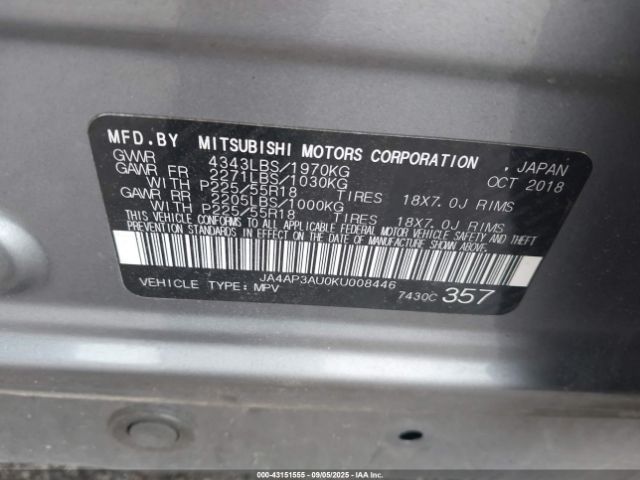 MFD.BY MITSUBISHI MOTORS CORPORATION , JAPAN
GVWR 4343LBS/1970KG OCT 2018
GAWR FR 2271LBS/1030KG
WITH P225/55R18 TIRES 18X7.0J RIMS
GAWR RR 2205LBS/1000KG
WITH P225/55R18 TIRES 18X7.0J RIMS
THIS VEHICLE CONFORMS TO ALL APPLICABLE FEDERAL MOTOR VEHICLE SAFETY AND THEFT
PREVENTION STANDARDS IN EFFECT ON THE DATE OF MANUFACTURE SHOWN ABOVE.
JA4AP3AU0KU008446
VEHICLE TYPE: MPV 7430C 357
IAA-43151555 - 09/05/2025 - IAAI.COM